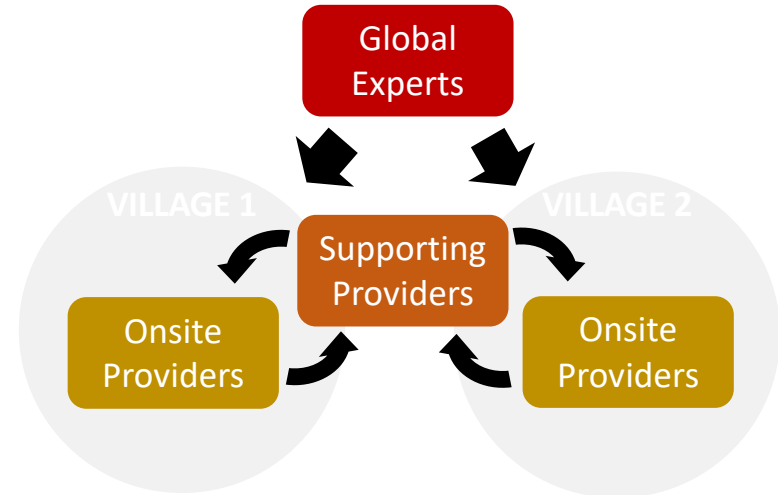 Global
Experts
VILLAGE 1
VILLAGE 2
Supporting
Providers
Onsite
Providers
Onsite
Providers